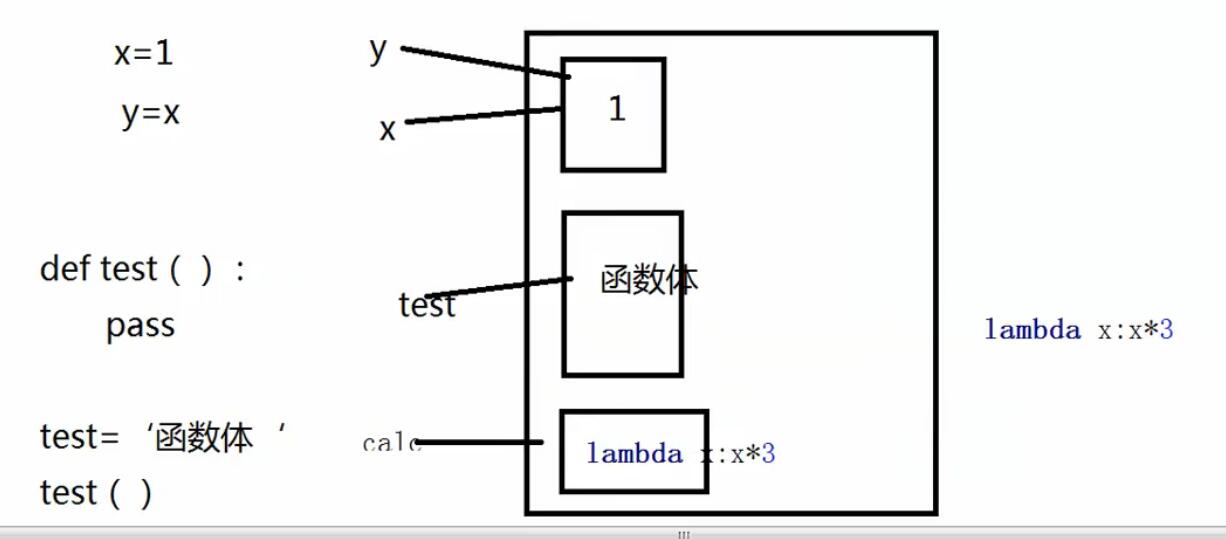 x=1
y=x
y
x
1
def test ( ) :
pass
test
函数体
lambda x:x*3
test= ‘函数体 ‘
test ( )
calc
lambda x:x*3